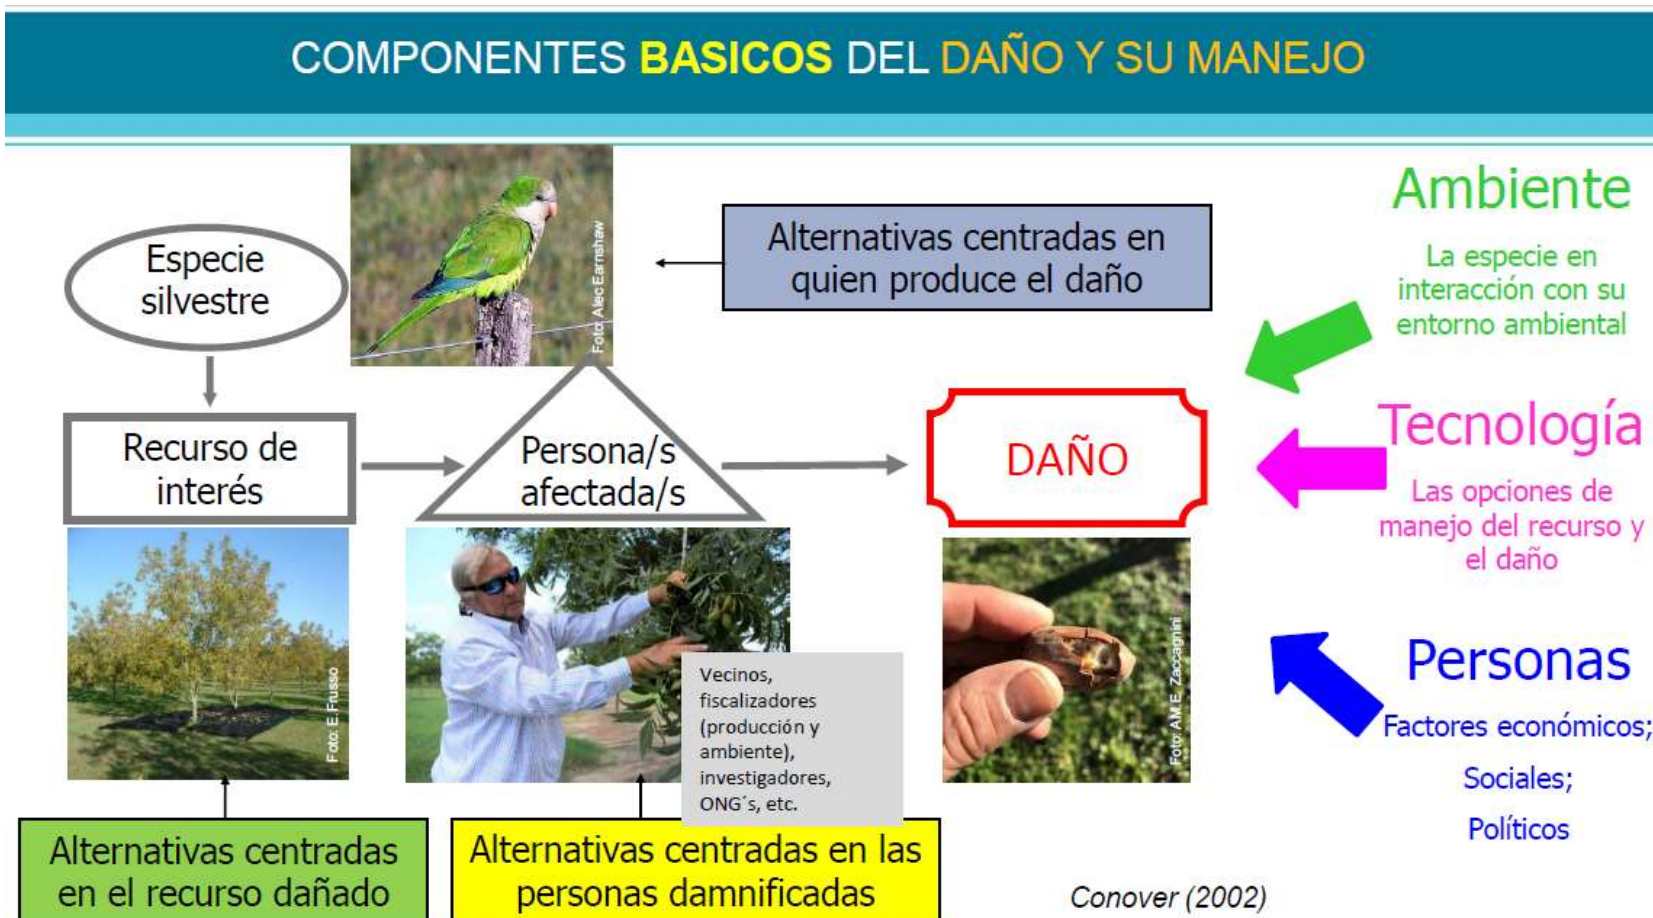 COMPONENTES BASICOS DEL DAÑO Y SU MANEJO
Especie
silvestre
Foto: Alec Earnshaw
Alternativas centradas en
quien produce el daño
Recurso de
interés
Persona/s
afectada/s
DAÑO
Foto: E. Frusso
Vecinos,
fiscalizadores
(producción y
ambiente),
investigadores,
ONG´s, etc.
Foto: AM.E. Zaccagnini
Alternativas centradas
en el recurso dañado
Alternativas centradas en las
personas damnificadas
Ambiente
La especie en
interacción con su
entorno ambiental
Tecnología
Las opciones de
manejo del recurso y
el daño
Personas
Factores económicos;
Sociales;
Políticos
Conover (2002)